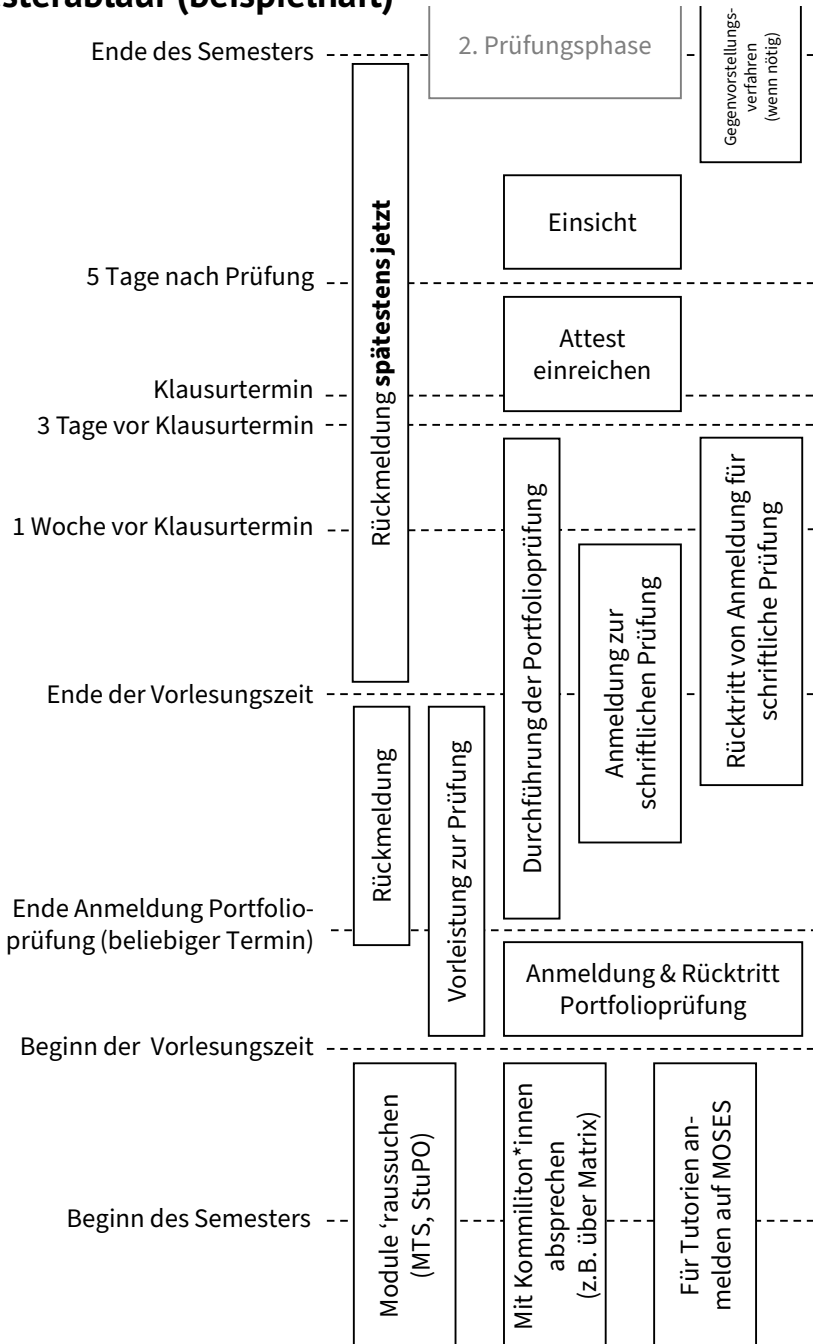 Ende des Semesters
2. Prüfungsphase
Gegenvorstellungs-
verfahren
(wenn nötig)
Einsicht
5 Tage nach Prüfung
Rückmeldung spätestens jetzt
Attest
einreichen
Klausurtermin
3 Tage vor Klausurtermin
1 Woche vor Klausurtermin
Durchführung der Portfolioprüfung
Anmeldung zur
schriftlichen Prüfung
Rücktritt von Anmeldung für
schriftliche Prüfung
Ende der Vorlesungszeit
Rückmeldung
Vorleistung zur Prüfung
Ende Anmeldung Portfolio-
prüfung (beliebiger Termin)
Anmeldung & Rücktritt
Portfolioprüfung
Beginn der Vorlesungszeit
Module ‘raussuchen
(MTS, StuPO)
Mit Kommiliton*innen
absprechen
(z.B. über Matrix)
Für Tutorien an-
melden auf MOSES
Beginn des Semesters